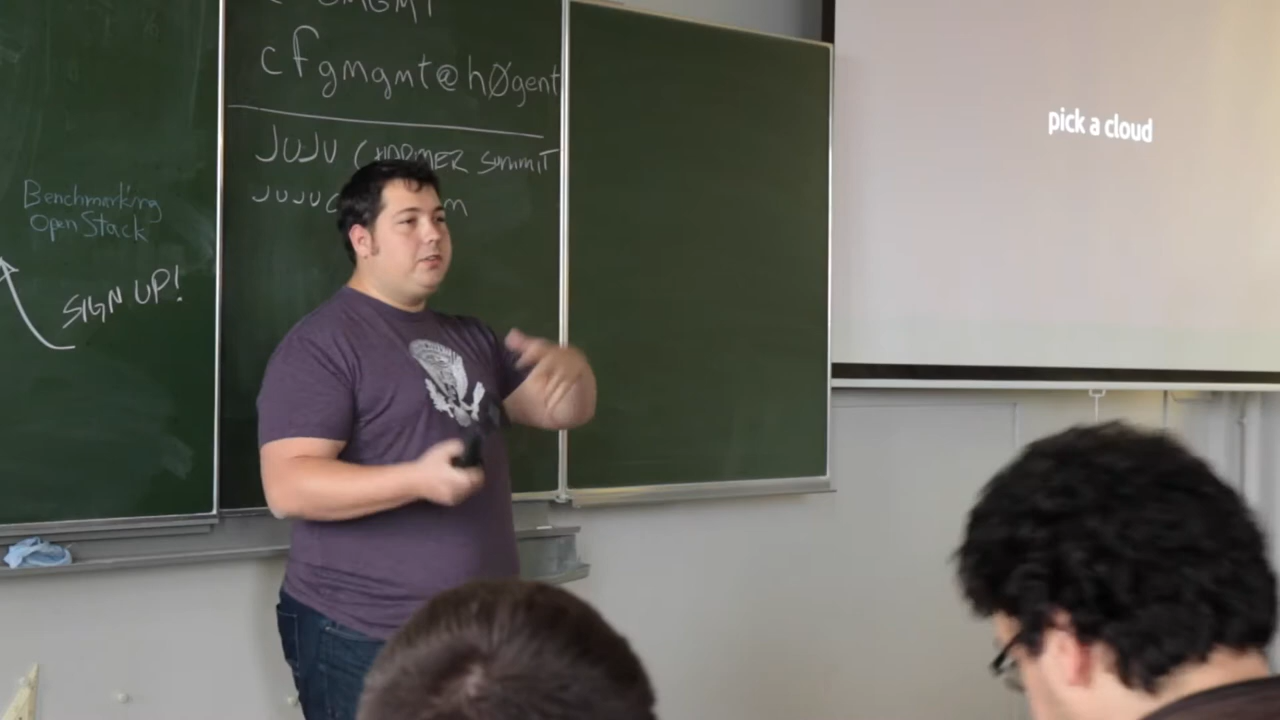 Benchmarking
OpenStack
SIGN UP!
cfgmgmt@hØgent
JUJU CHARMER SUMMIT
pick a cloud